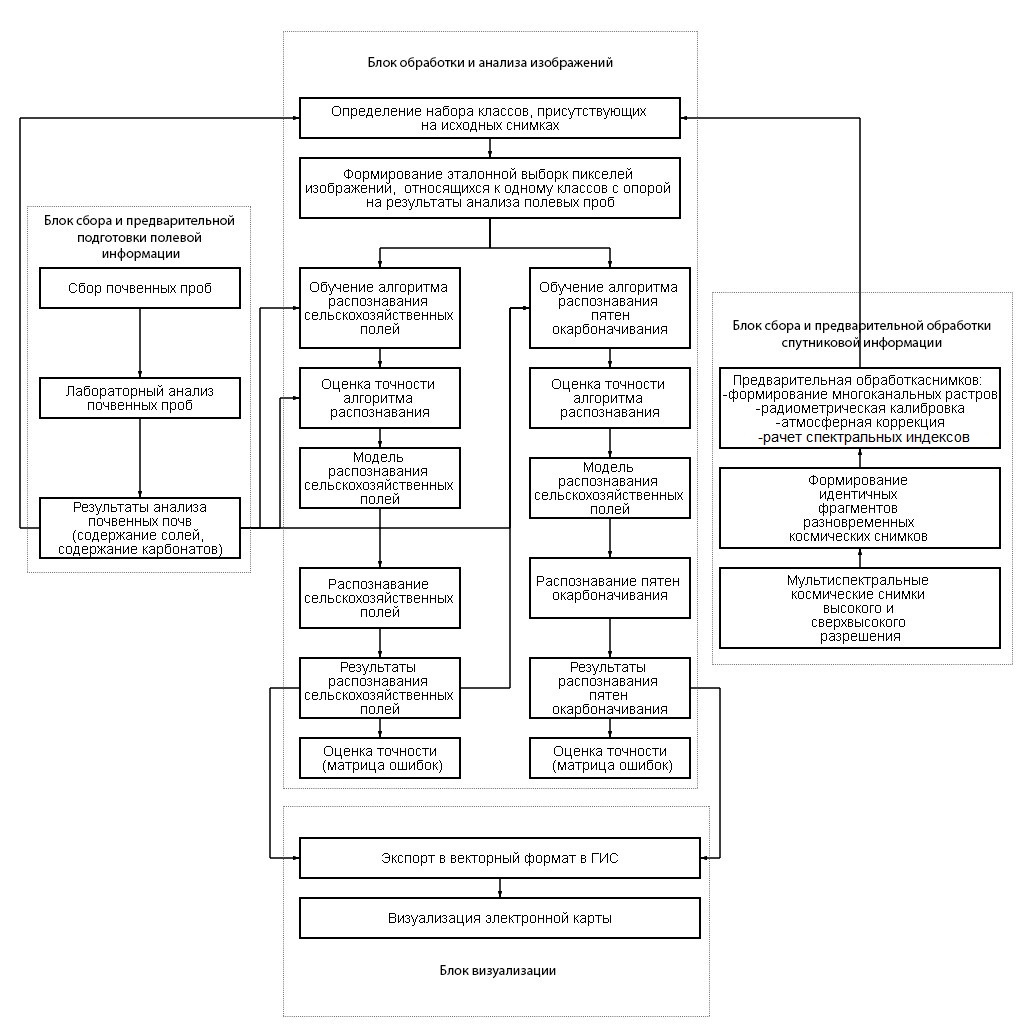 Блок обработки и анализа изображений
Определение набора классов, присутствующих
на исходных снимках
Формирование эталонной выборк пикселей
изображений, относящихся к одному классов с опорой
на результаты анализа полевых проб
Блок сбора и предварительной
подготовки полевой
информации
Сбор почвенных проб
Лабораторный анализ
почвенных проб
Результаты анализа
почвенных почв
(содержание солей,
содержание карбонатов)
Обучение алгоритма
распознавания
сельскохозяйственных
полей
Оценка точности
алгоритма
распознавания
Модель
распознавания
сельскохозяйственных
полей
Распознавание
сельскохозяйственных
полей
Результаты
распознавания
сельскохозяйственных
полей
Оценка точности
(матрица ошибок)
Обучение алгоритма
распознавания
пятен
окарбоначивания
Оценка точности
алгоритма
распознавания
Модель
распознавания
сельскохозяйственных
полей
Распознавание пятен
окарбоначивания
Результаты
распознавания
пятен
окарбоначивания
Оценка точности
(матрица ошибок)
Блок сбора и предварительной обработки
спутниковой информации
Предварительная обработкаснимков:
-формирование многоканальных растров
-радиометрическая калибровка
-атмосферная коррекция
-рачет спектральных индексов
Формирование
идентичных
фрагментов
разновременных
космических снимков
Мультиспектральные
космические снимки
высокого и
сверхвысокого
разрешения
Экспорт в векторный формат в ГИС
Визуализация электронной карты
Блок визуализации